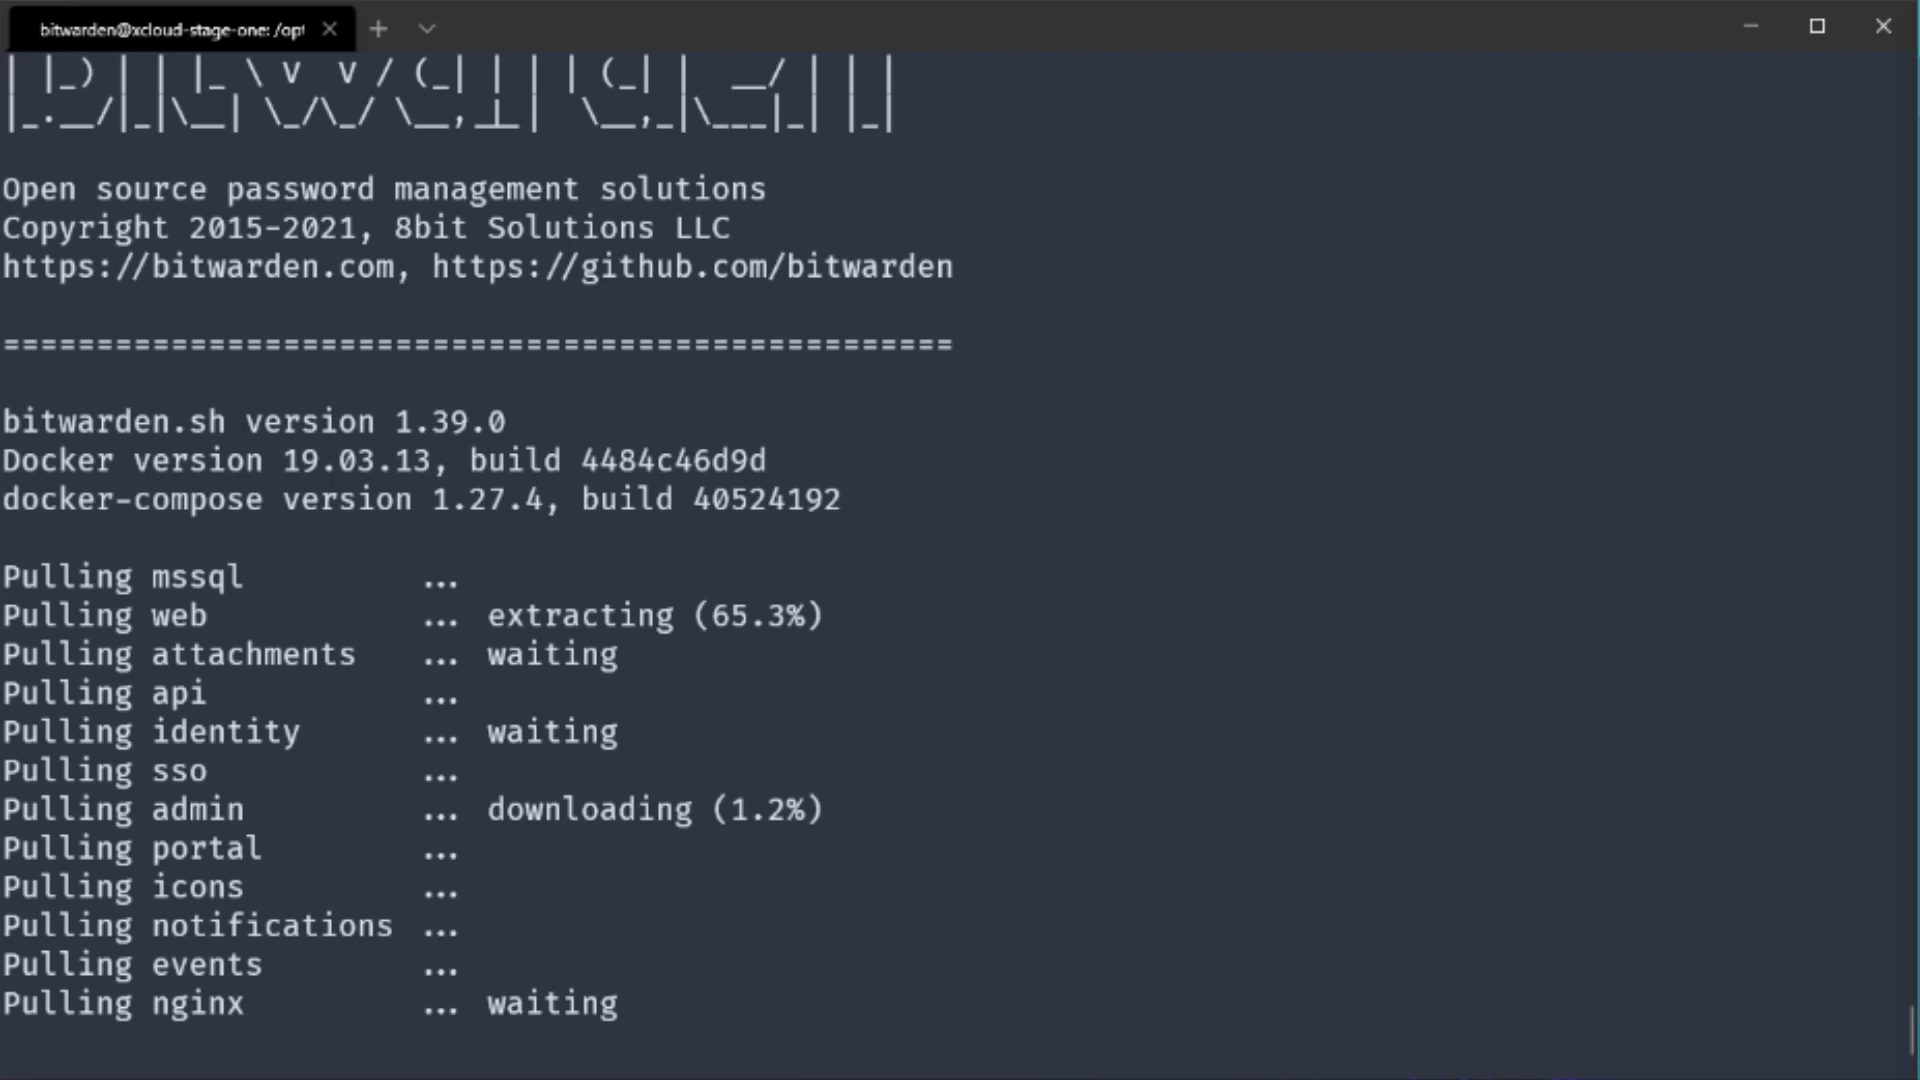 bitwarden@xcloud-stage-one: /opt
Open source password management solutions
Copyright 2015-2021, 8bit Solutions LLC
https://bitwarden.com, https://github.com/bitwarden
===================================================
bitwarden.sh version 1.39.0
Docker version 19.03.13, build 4484c46d9d
docker-compose version 1.27.4, build 40524192
Pulling mssql ...
Pulling web ... extracting (65.3%)
Pulling attachments ... waiting
Pulling api ...
Pulling identity ... waiting
Pulling sso ...
Pulling admin ... downloading (1.2%)
Pulling portal ...
Pulling icons ...
Pulling notifications ...
Pulling events ...
Pulling nginx ... waiting